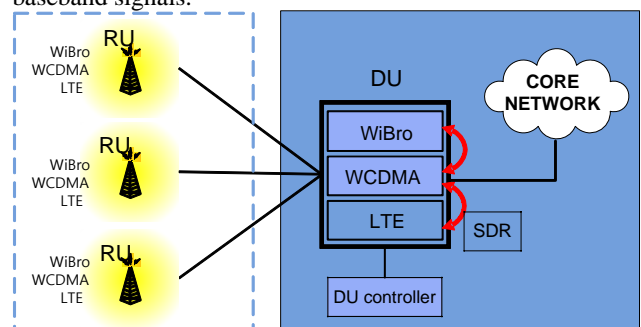 baseband signals.
RU
WiBro
WCDMA
LTE
RU
WiBro
WCDMA
LTE
RU
WiBro
WCDMA
LTE
DU
WiBro
WCDMA
LTE
SDR
DU controller
CORE
NETWORK